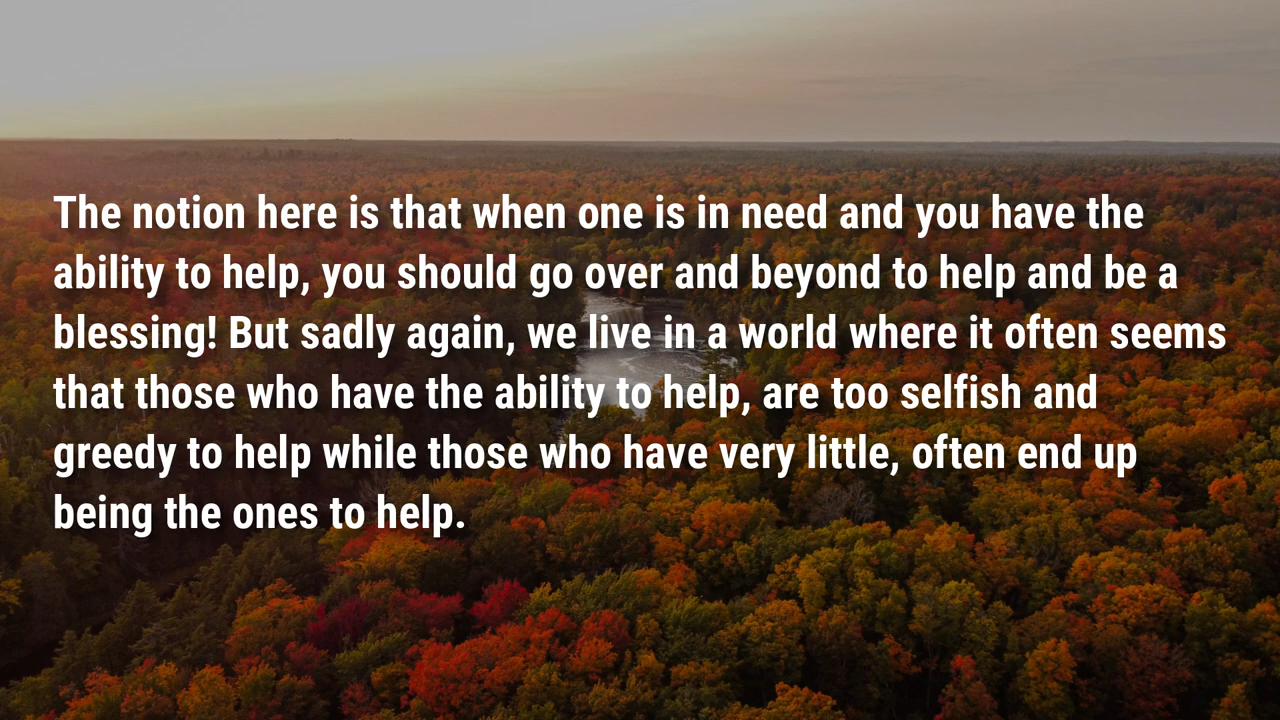 The notion here is that when one is in need and you have the
ability to help, you should go over and beyond to help and be a
blessing! But sadly again, we live in a world where it often seems
that those who have the ability to help, are too selfish and
greedy to help while those who have very little, often end up
being the ones to help.